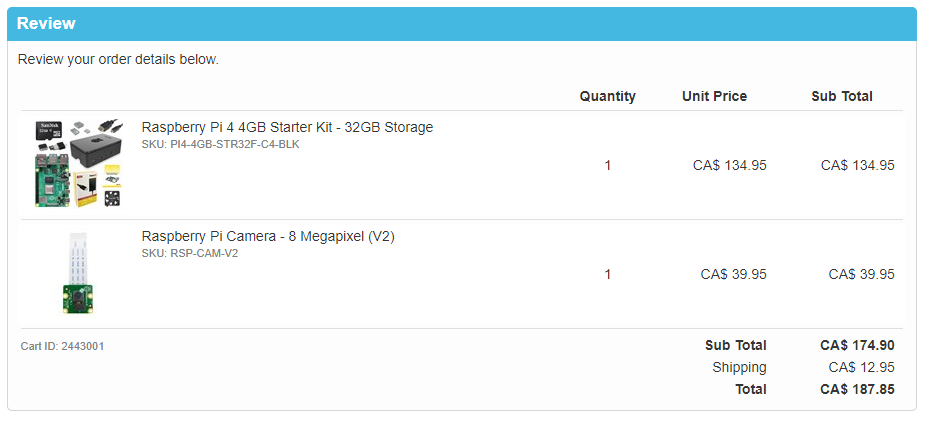 Review
Review your order details below.
Quantity Unit Price Sub Total
Raspberry Pi 4 4GB Starter Kit - 32GB Storage
SKU: PI4-4GB-STR32F-C4-BLK
1 CA$ 134.95 CA$ 134.95
SanDisk
Raspberry Pi Camera - 8 Megapixel (V2)
SKU: RSP-CAM-V2
1 CA$ 39.95 CA$ 39.95
Cart ID: 2443001 Sub Total CA$ 174.90
Shipping CA$ 12.95
Total CA$ 187.85